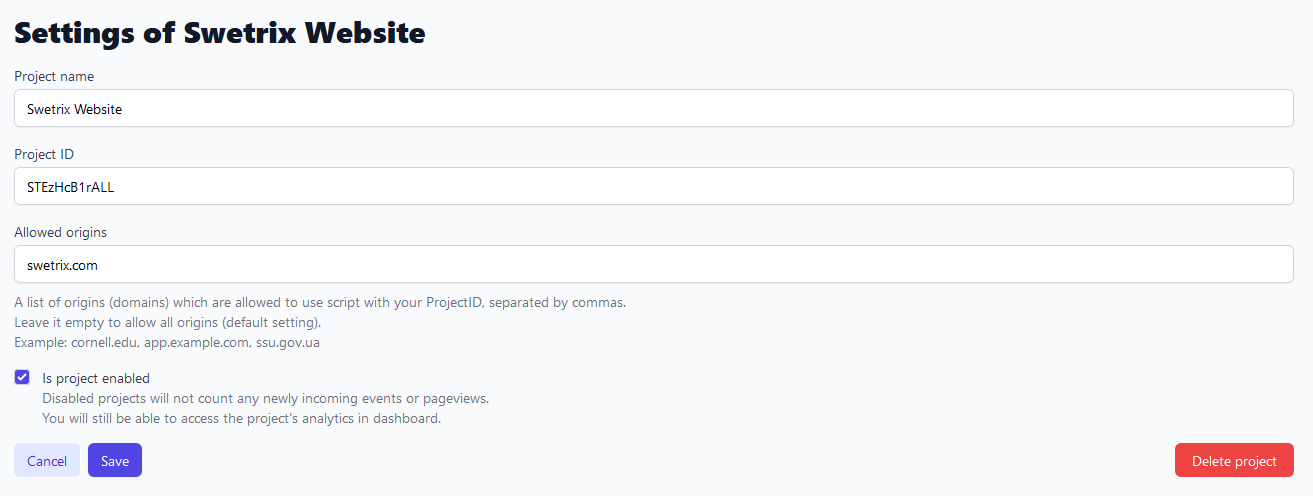 Settings of Swetrix Website
Project name
Swetrix Website
Project ID
STEzHcB1rALL
Allowed origins
swetrix.com
A list of origins (domains) which are allowed to use script with your ProjectID, separated by commas.
Leave it empty to allow all origins (default setting).
Example: cornell.edu, app.example.com, ssu.gov.ua
Is project enabled
Disabled projects will not count any newly incoming events or pageviews.
You will still be able to access the project's analytics in dashboard.
Cancel Save Delete project